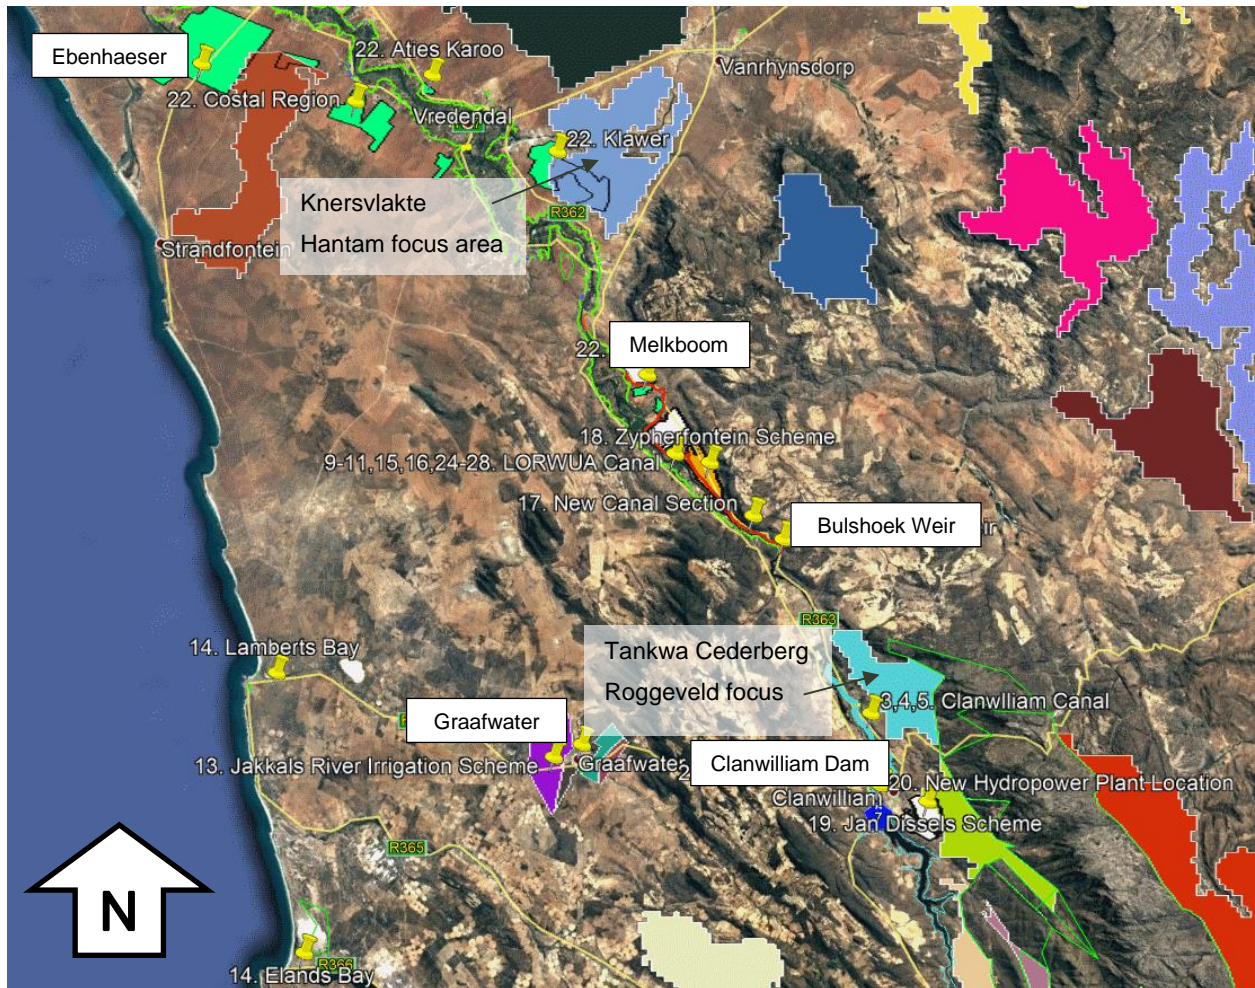 Ebenhaeser
22. Aties Karoo
Vanrhynsdorp
22. Costal Region
Vredendal
22. Klawer
Knersvlakte
Hantam focus area
R362
Strandfontein
22.
Melkboom
18. Zypherfontein Scheme
9-11,15,16,24-28. LORWUA Canal
17. New Canal Section
Bulshoek Weir
R363
14. Lamberts Bay
Tankwa Cederberg
Roggeveld focus
3,4,5. Clanwlliam Canal
Graafwater
13. Jakkals River Irrigation Scheme
Graafwater
Clanwilliam Dam
20. New Hydropower Plant Location
Clanwilliam
7
19. Jan Dissels Scheme
R365
N
R366
14. Elands Bay